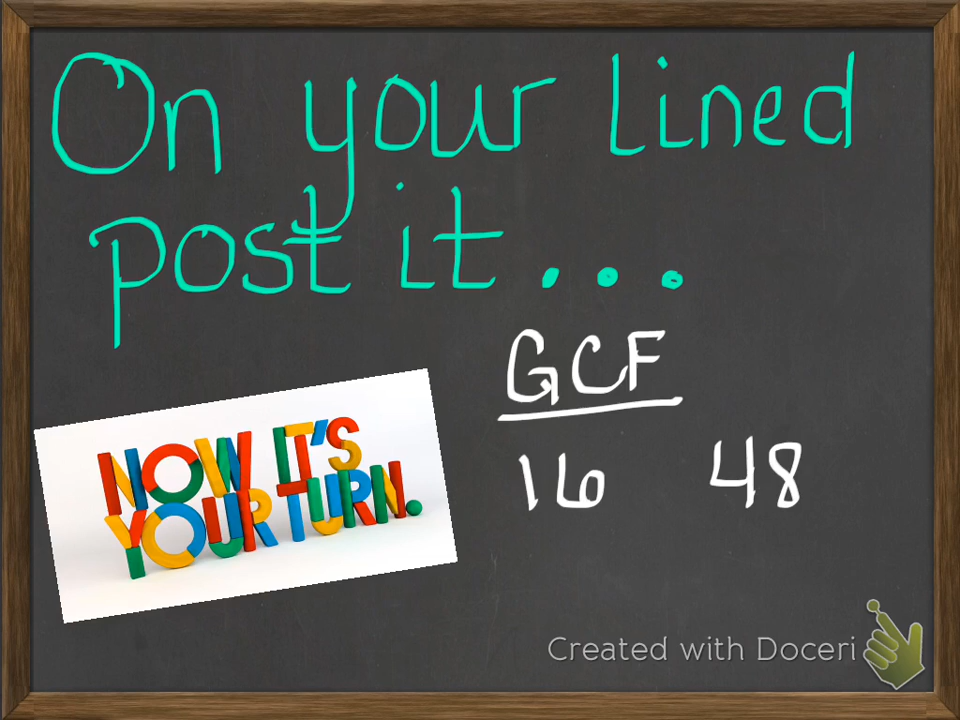 On your lined
post it...
GCF
16 48
NOW IT'S
YOUR TURN.
Created with Doceri